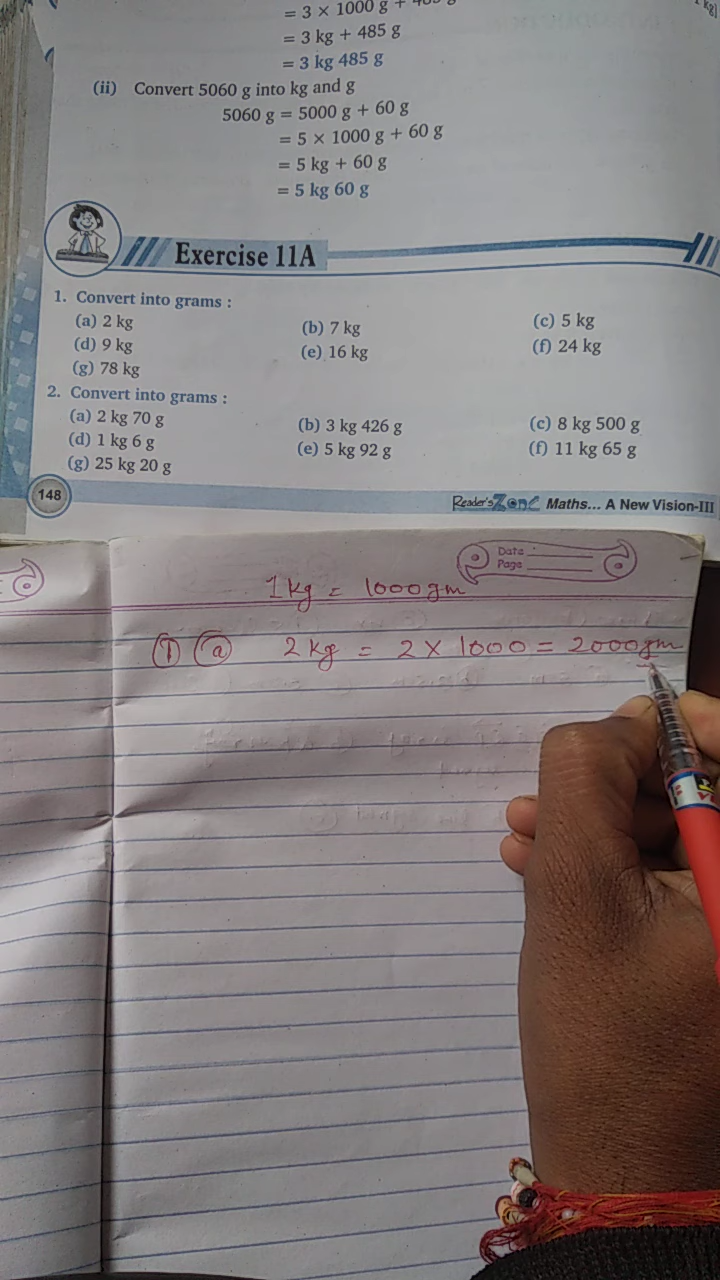 = 3 × 1000 g +
= 3 kg + 485 g
= 3 kg 485 g
(ii) Convert 5060 g into kg and g
5060 g = 5000 g + 60 g
= 5 × 1000 g + 60 g
= 5 kg + 60 g
= 5 kg 60 g
Exercise 11A
1. Convert into grams :
(a) 2 kg (b) 7 kg (c) 5 kg
(d) 9 kg (e) 16 kg (f) 24 kg
(g) 78 kg
2. Convert into grams :
(a) 2 kg 70 g (b) 3 kg 426 g (c) 8 kg 500 g
(d) 1 kg 6 g (e) 5 kg 92 g (f) 11 kg 65 g
(g) 25 kg 20 g
148 Reader's Zone Maths... A New Vision-III
Date
Page
1 kg = 1000 gm
1 a 2 kg = 2 × 1000 = 2000 gm